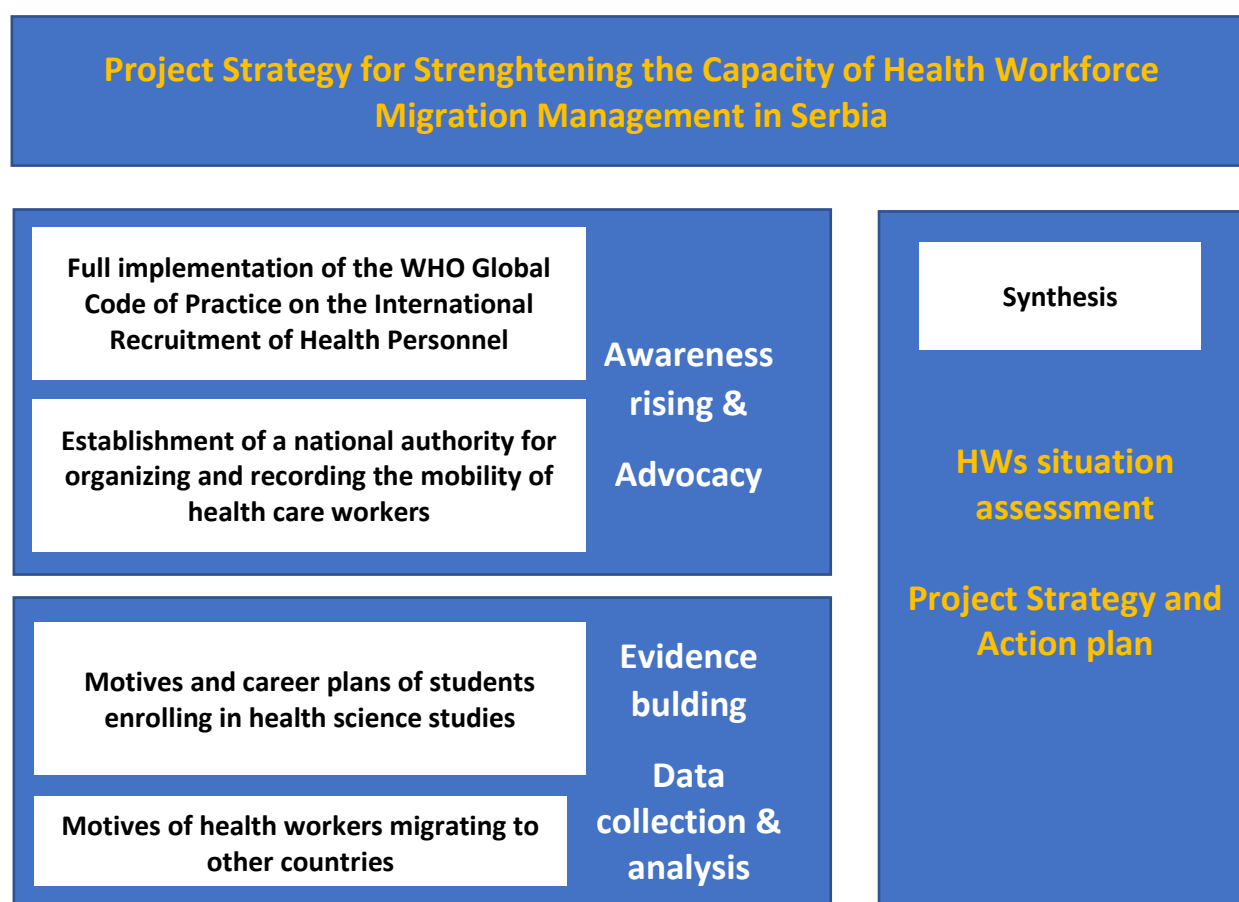 Project Strategy for Strenghtening the Capacity of Health Workforce
Migration Management in Serbia
Full implementation of the WHO Global
Code of Practice on the International
Recruitment of Health Personnel
Establishment of a national authority for
organizing and recording the mobility of
health care workers
Awareness
rising &
Advocacy
Motives and career plans of students
enrolling in health science studies
Motives of health workers migrating to
other countries
Evidence
bulding
Data
collection &
analysis
Synthesis
HWs situation
assessment
Project Strategy and
Action plan